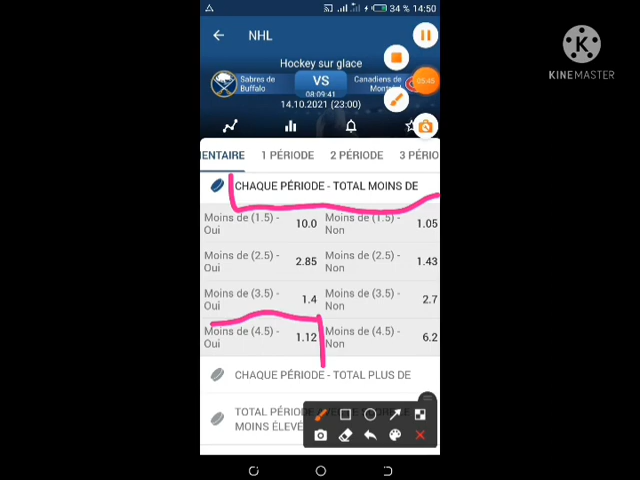 34 % 14:50
NHL
KINEMASTER
Hockey sur glace
Sabres de
Buffalo
VS
Canadiens de
08:09:41
25:45
14.10.2021 (23:00)
1 PÉRIODE 2 PÉRIODE
CHAQUE PÉRIODE - TOTAL MOINS DE
Moins de (1.5) -
Oui
10.0
Moins de (1.5) -
Non
1.05
Moins de (2.5) -
Oui
2.85
Moins de (2.5) -
Non
1.43
Moins de (3.5) -
Oui
1.4
Moins de (3.5) -
Non
2.7
Moins de (4.5) -
Oui
1.12
Moins de (4.5) -
Non
6.2
CHAQUE PÉRIODE - TOTAL PLUS DE
TOTAL PÉRIODE
MOINS